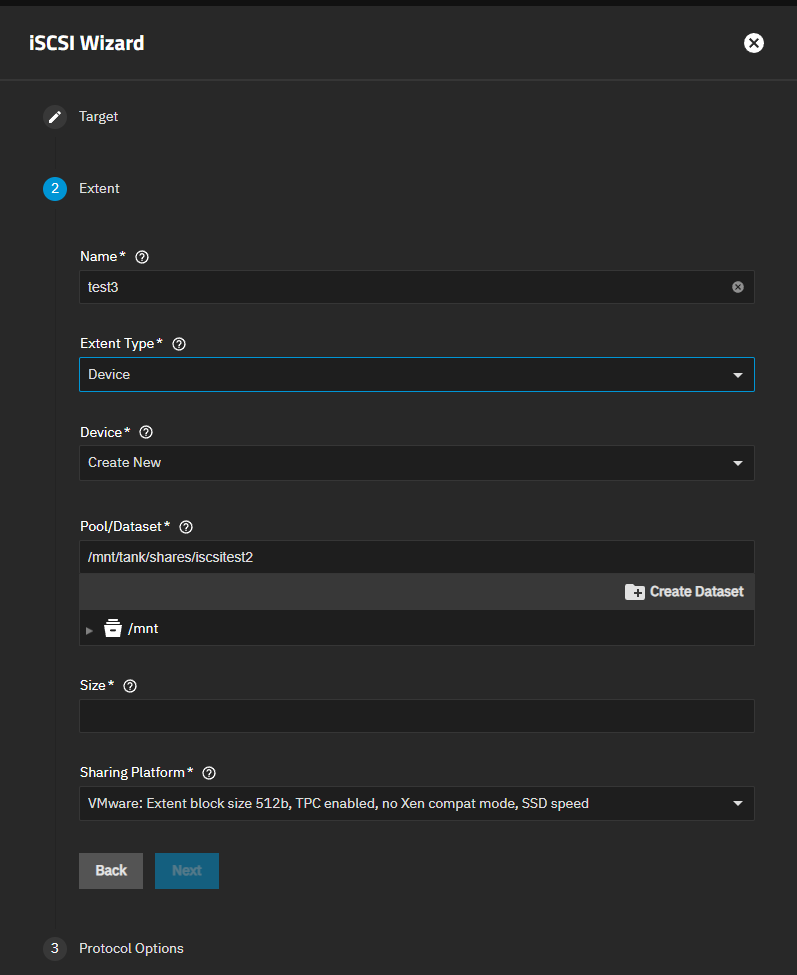 iSCSI Wizard
Target
2 Extent
Name*
test3
Extent Type*
Device
Device*
Create New
Pool/Dataset*
/mnt/tank/shares/iscsitest2
Create Dataset
/mnt
Size*
Sharing Platform*
VMware: Extent block size 512b, TPC enabled, no Xen compat mode, SSD speed
Back Next
3 Protocol Options